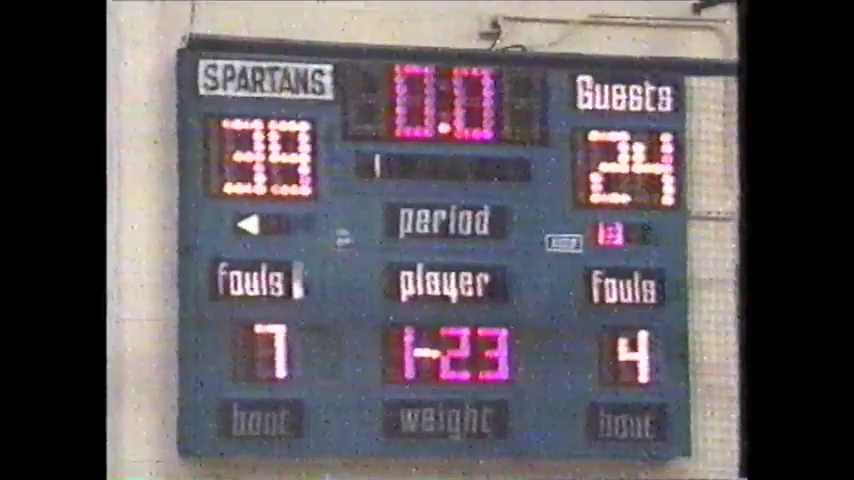 SPARTANS 0.0 Guests
39 24
period
fouls player fouls
7 1-23 4
bout weight bout